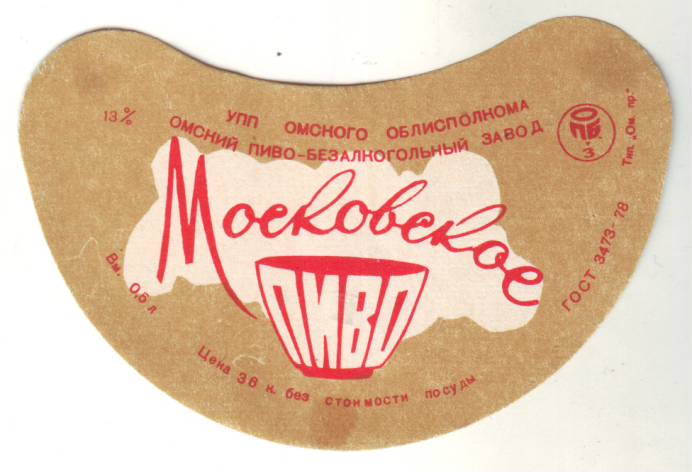 13%
УПП ОМСКОГО ОБЛИСПОЛКОМА
ОМСКИЙ ПИВО-БЕЗАЛКОГОЛЬНЫЙ ЗАВОД
ОПБ-З
Тип. „Ом. пр."
Московское
ПИВО
Вм. 0,5 л
ГОСТ 3473-78
Цена 36 к. без стоимости посуды